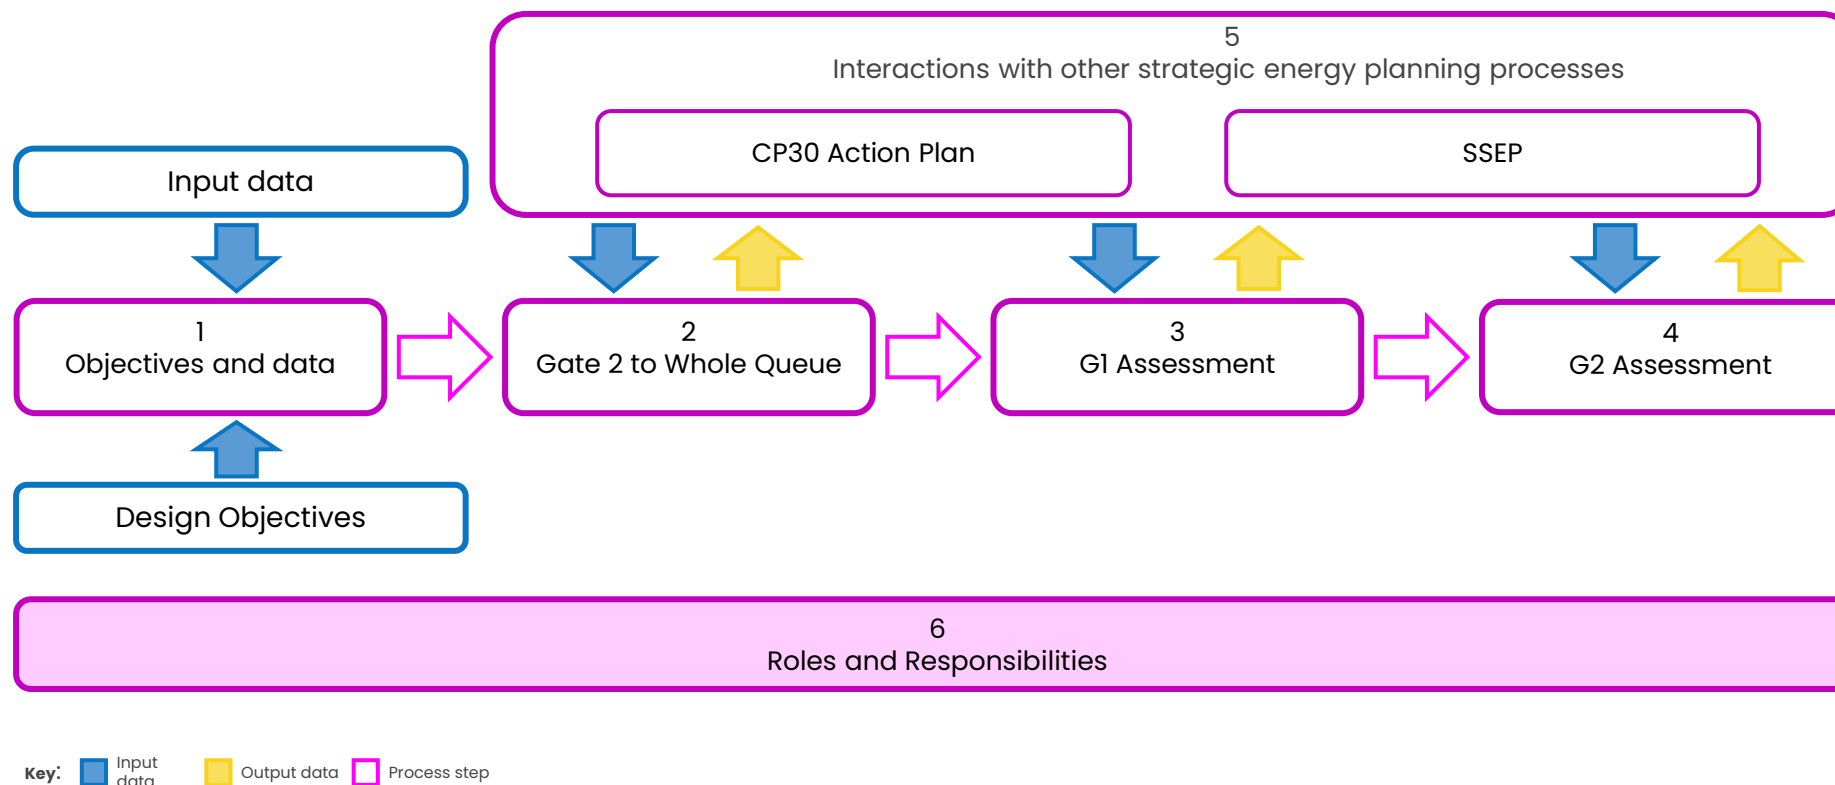 5
Interactions with other strategic energy planning processes
CP30 Action Plan
SSEP
Input data
1
Objectives and data
2
Gate 2 to Whole Queue
3
G1 Assessment
4
G2 Assessment
Design Objectives
6
Roles and Responsibilities
Key:
Input
data
Output data
Process step